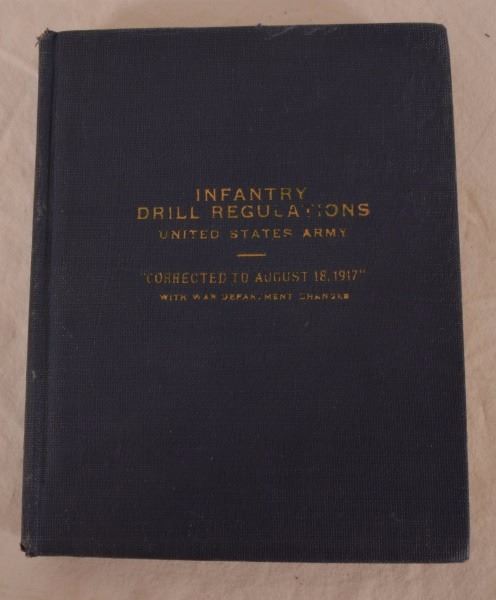 INFANTRY
DRILL REGULATIONS
UNITED STATES ARMY
"CORRECTED TO AUGUST 18, 1917"
WITH WAR DEPARTMENT CHANGES